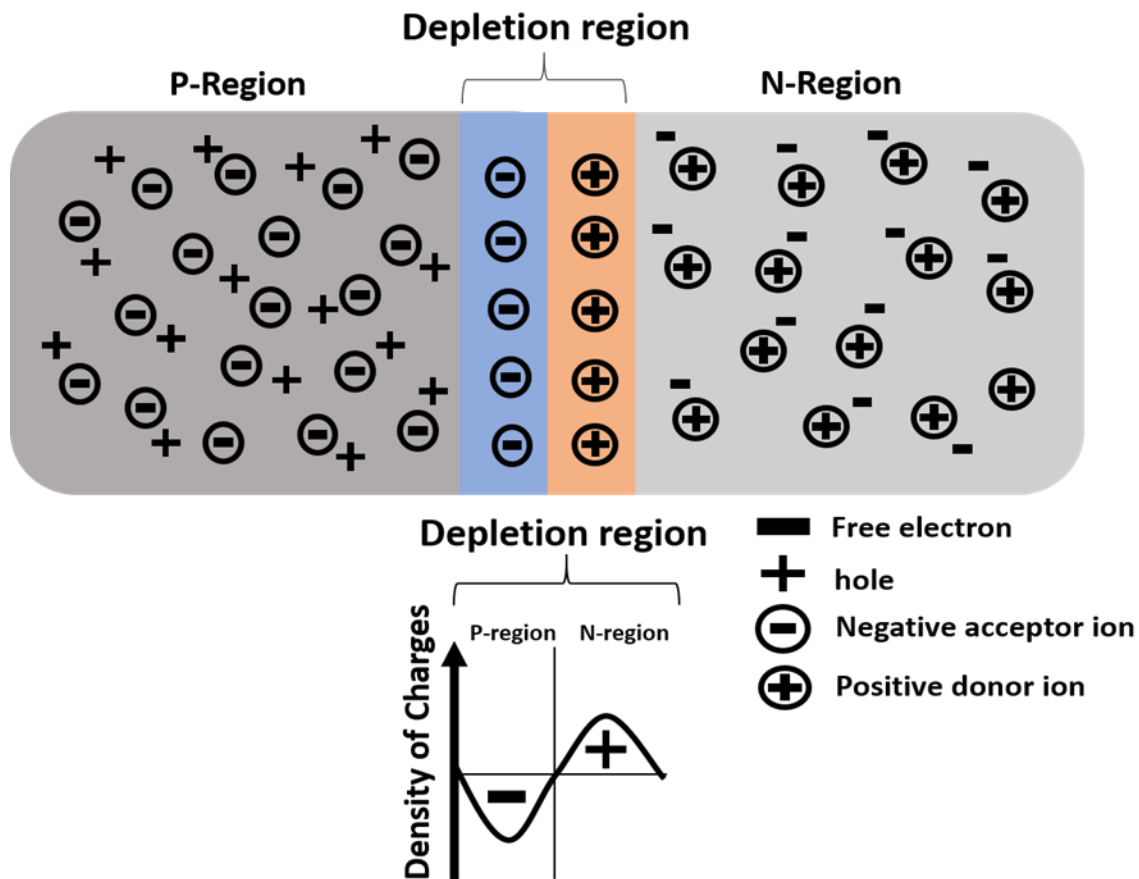 Depletion region
P-Region
N-Region
Depletion region
P-region
N-region
Density of Charges
Free electron
hole
Negative acceptor ion
Positive donor ion